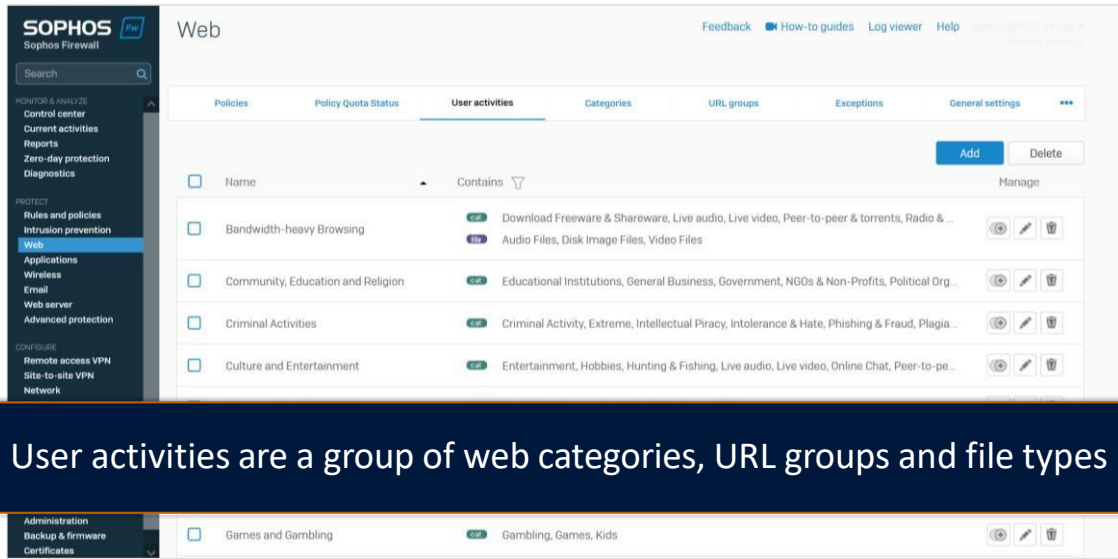 SOPHOS Fw
Sophos Firewall
Search
MONITOR & ANALYZE
Control center
Current activities
Reports
Zero-day protection
Diagnostics
PROTECT
Rules and policies
Intrusion prevention
Web
Applications
Wireless
Email
Web server
Advanced protection
CONFIGURE
Remote access VPN
Site-to-site VPN
Network
Administration
Backup & firmware
Certificates
Web
Feedback How-to guides Log viewer Help
Policies Policy Quota Status User activities Categories URL groups Exceptions General settings •••
Add Delete
Name Contains Manage
Bandwidth-heavy Browsing
cat Download Freeware & Shareware, Live audio, Live video, Peer-to-peer & torrents, Radio & ...
file Audio Files, Disk Image Files, Video Files
Community, Education and Religion cat Educational Institutions, General Business, Government, NGOs & Non-Profits, Political Org...
Criminal Activities cat Criminal Activity, Extreme, Intellectual Piracy, Intolerance & Hate, Phishing & Fraud, Plagia...
Culture and Entertainment cat Entertainment, Hobbies, Hunting & Fishing, Live audio, Live video, Online Chat, Peer-to-pe...
User activities are a group of web categories, URL groups and file types
Games and Gambling cat Gambling, Games, Kids